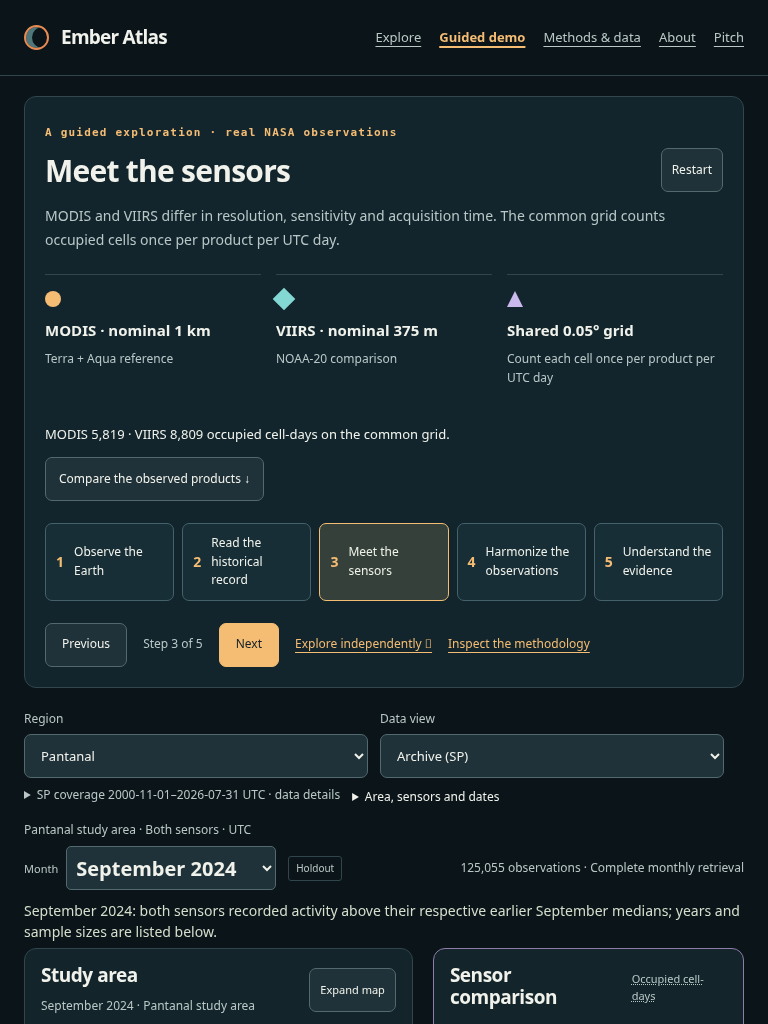 Ember Atlas
Explore
Guided demo
Methods & data
About
Pitch
A guided exploration · real NASA observations
Meet the sensors
Restart
MODIS and VIIRS differ in resolution, sensitivity and acquisition time. The common grid counts
occupied cells once per product per UTC day.
MODIS · nominal 1 km
Terra + Aqua reference
VIIRS · nominal 375 m
NOAA-20 comparison
Shared 0.05° grid
Count each cell once per product per
UTC day
MODIS 5,819 · VIIRS 8,809 occupied cell-days on the common grid.
Compare the observed products ↓
1 Observe the
Earth
2 Read the
historical
record
3 Meet the
sensors
4 Harmonize the
observations
5 Understand the
evidence
Previous
Step 3 of 5
Next
Explore independently
Inspect the methodology
Region
Pantanal
Data view
Archive (SP)
SP coverage 2000-11-01–2026-07-31 UTC · data details
Area, sensors and dates
Pantanal study area · Both sensors · UTC
Month
September 2024
Holdout
125,055 observations · Complete monthly retrieval
September 2024: both sensors recorded activity above their respective earlier September medians; years and
sample sizes are listed below.
Study area
September 2024 · Pantanal study area
Expand map
Sensor
comparison
Occupied cell-
days